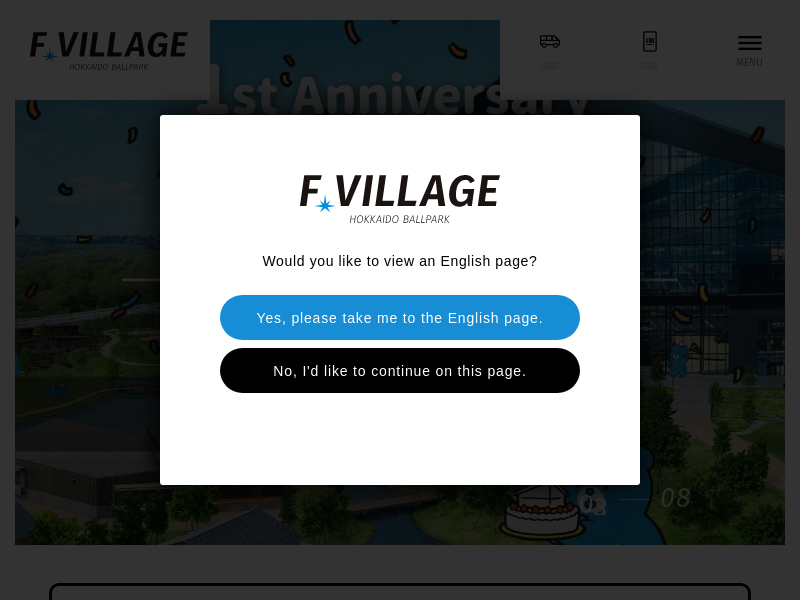 F VILLAGE
HOKKAIDO BALLPARK
MENU
1st Anniversary
F VILLAGE
HOKKAIDO BALLPARK
Would you like to view an English page?
Yes, please take me to the English page.
No, I'd like to continue on this page.
08